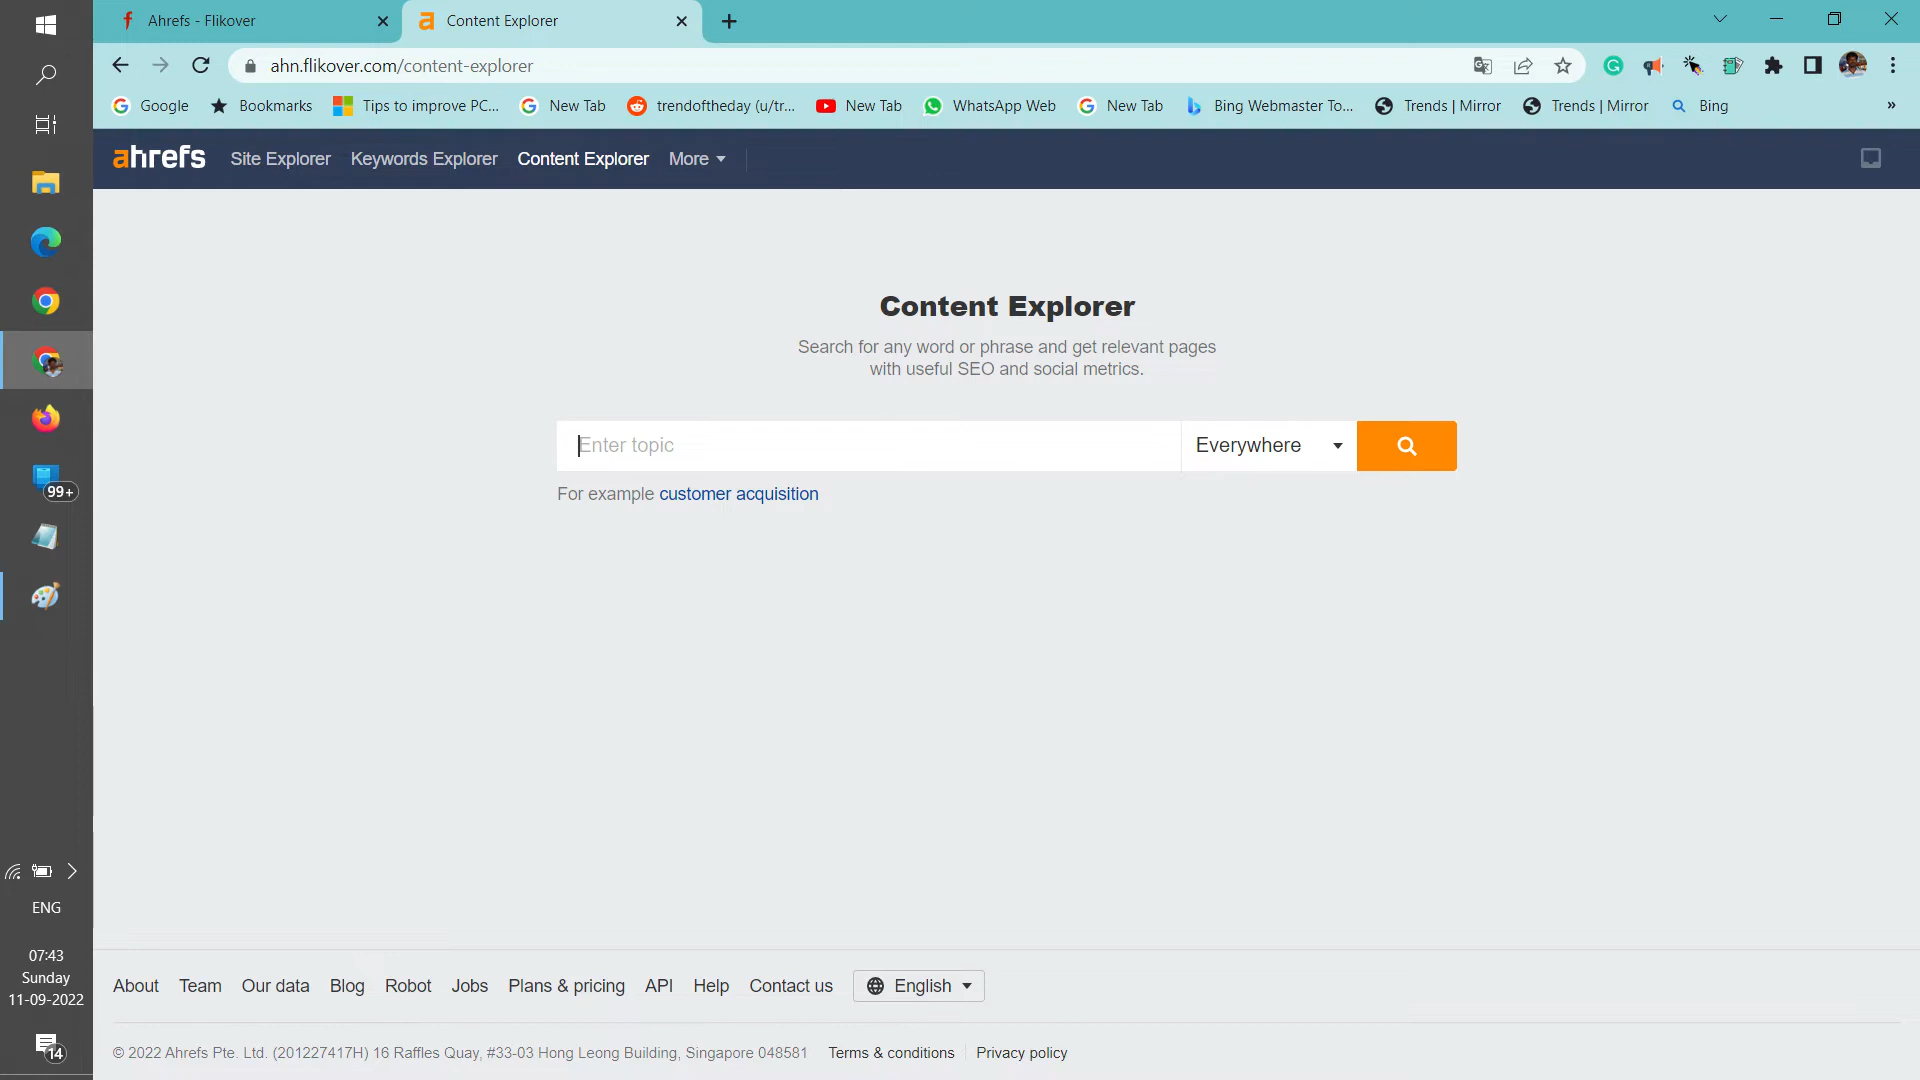 Ahrefs - Flikover
Content Explorer
ahn.flikover.com/content-explorer
Google Bookmarks Tips to improve PC... New Tab trendoftheday (u/tr... New Tab WhatsApp Web New Tab Bing Webmaster To... Trends | Mirror Trends | Mirror Bing »
ahrefs Site Explorer Keywords Explorer Content Explorer More
Content Explorer
Search for any word or phrase and get relevant pages
with useful SEO and social metrics.
Enter topic Everywhere
For example customer acquisition
99+
ENG
07:43
Sunday
11-09-2022
14
About Team Our data Blog Robot Jobs Plans & pricing API Help Contact us English
© 2022 Ahrefs Pte. Ltd. (201227417H) 16 Raffles Quay, #33-03 Hong Leong Building, Singapore 048581 Terms & conditions Privacy policy